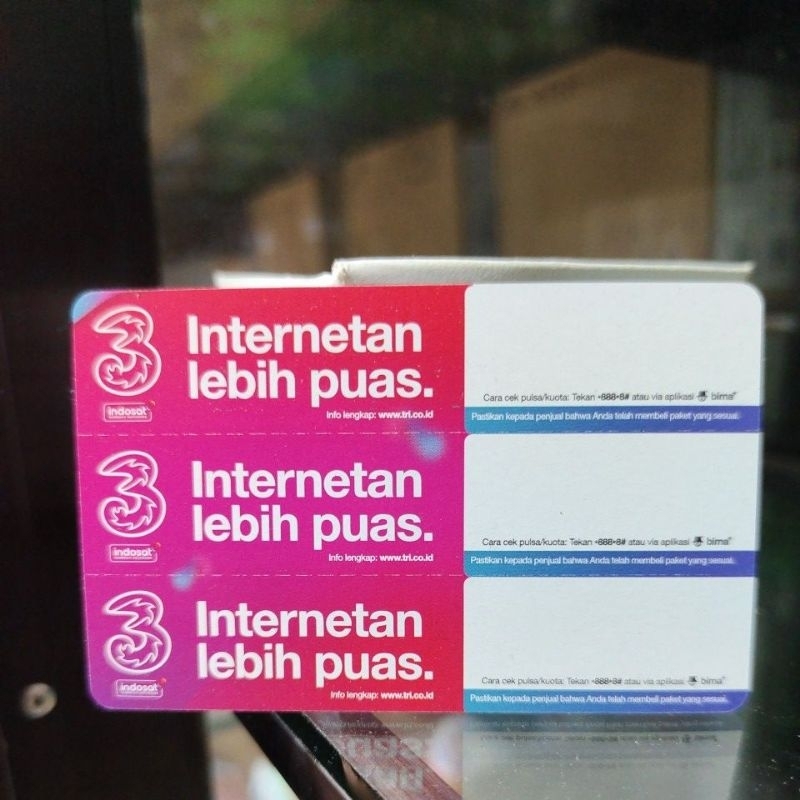 3
Internetan
lebih puas.
indosat
Info lengkap: www.tri.co.id
Cara cek pulsa/kuota: Tekan *888*8# atau via aplikasi bima+
Pastikan kepada penjual bahwa Anda telah membeli paket yang sesuai.
3
Internetan
lebih puas.
indosat
Info lengkap: www.tri.co.id
Cara cek pulsa/kuota: Tekan *888*8# atau via aplikasi bima+
Pastikan kepada penjual bahwa Anda telah membeli paket yang sesuai.
3
Internetan
lebih puas.
indosat
Info lengkap: www.tri.co.id
Cara cek pulsa/kuota: Tekan *888*8# atau via aplikasi bima+
Pastikan kepada penjual bahwa Anda telah membeli paket yang sesuai.